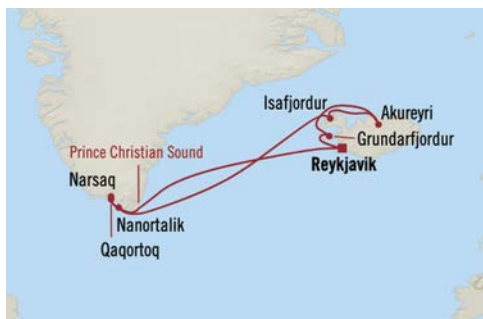 Isafjordur
Akureyri
Grundarfjordur
Prince Christian Sound
Reykjavik
Narsaq
Nanortalik
Qaqortoq